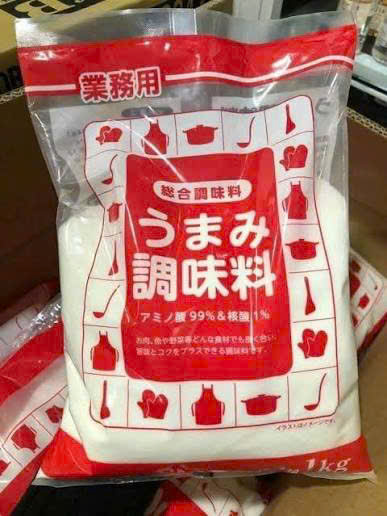 業務用
総合調味料
うまみ
調味料
アミノ酸 99%&核酸 1%
お肉、魚や野菜等どんな食材でも良く合い、
旨味とコクをプラスできる調味料です。
イラストはイメージです。
1kg